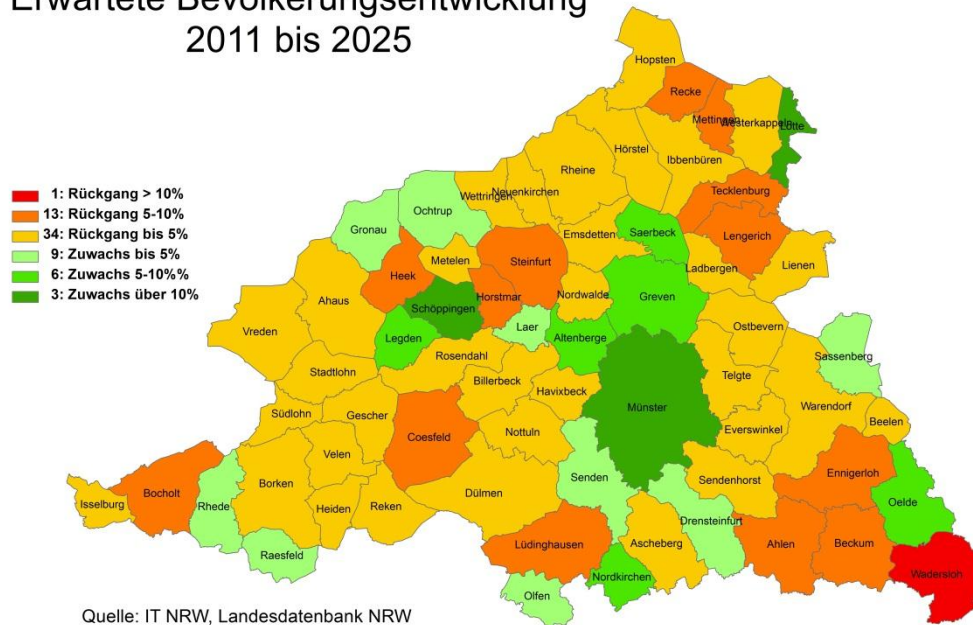 Erwartete Bevölkerungsentwicklung
2011 bis 2025
1: Rückgang > 10%
13: Rückgang 5-10%
34: Rückgang bis 5%
9: Zuwachs bis 5%
6: Zuwachs 5-10%%
3: Zuwachs über 10%
Hopsten
Recke
Mettingen
Westerkappeln
Lotte
Hörstel
Ibbenbüren
Rheine
Neuenkirchen
Wettringen
Tecklenburg
Ochtrup
Gronau
Saerbeck
Emsdetten
Lengerich
Metelen
Steinfurt
Ladbergen
Lienen
Heek
Horstmar
Nordwalde
Greven
Ahaus
Schöppingen
Laer
Ostbevern
Vreden
Legden
Altenberge
Rosendahl
Sassenberg
Stadtlohn
Billerbeck
Telgte
Havixbeck
Münster
Warendorf
Südlohn
Gescher
Beelen
Everswinkel
Coesfeld
Nottuln
Velen
Ennigerloh
Senden
Sendenhorst
Borken
Bocholt
Dülmen
Isselburg
Rhede
Heiden
Reken
Oelde
Drensteinfurt
Lüdinghausen
Ascheberg
Ahlen
Beckum
Raesfeld
Wadersloh
Nordkirchen
Olfen
Quelle: IT NRW, Landesdatenbank NRW